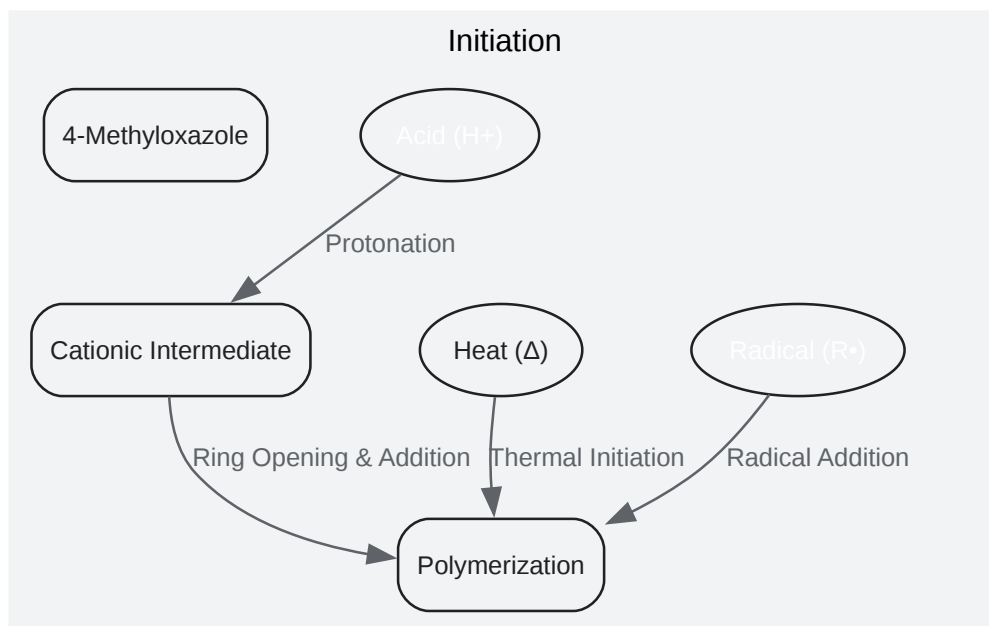 Initiation
4-Methyloxazole
Acid (H+)
Protonation
Cationic Intermediate
Heat (Δ)
Radical (R•)
Ring Opening & Addition
Thermal Initiation
Radical Addition
Polymerization